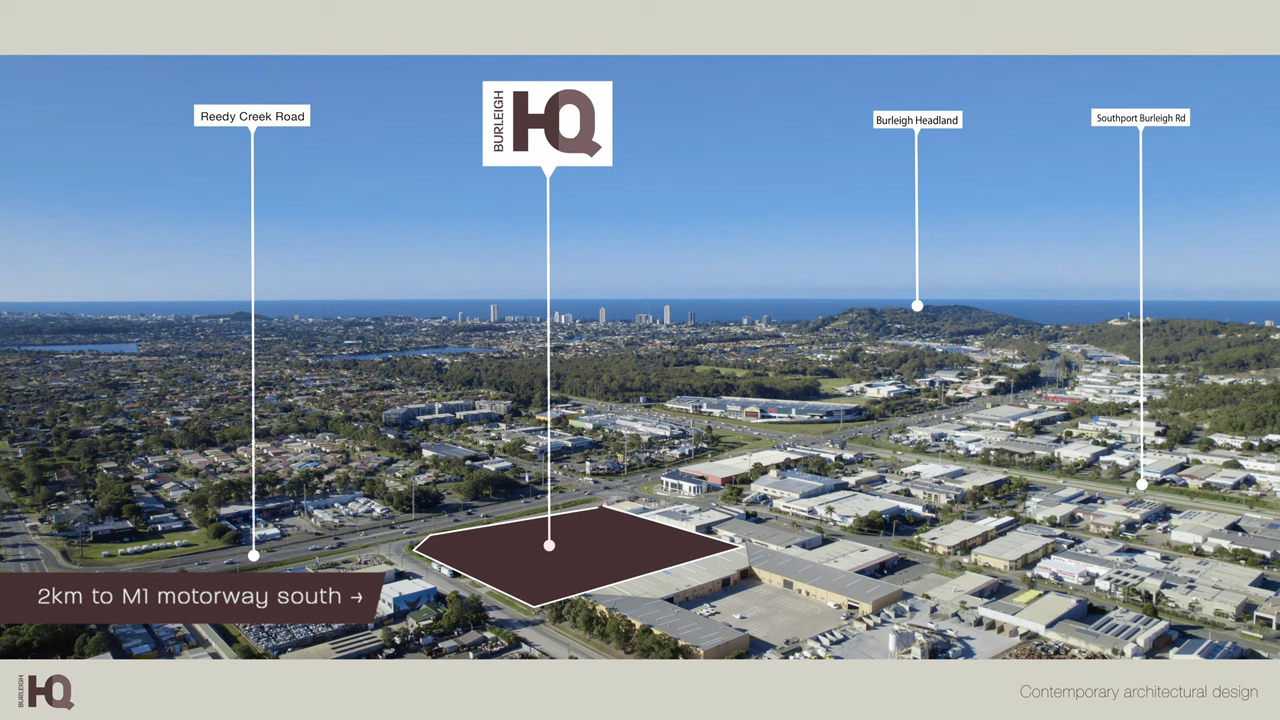 BURLEIGH
HQ
Reedy Creek Road
Burleigh Headland
Southport Burleigh Rd
2km to M1 motorway south →
BURLEIGH
HQ
Contemporary architectural design